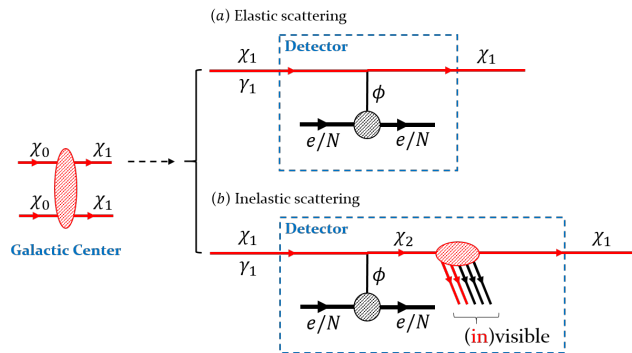 (a) Elastic scattering
Detector
χ₁
χ₁
γ₁
ϕ
e/N
e/N
χ₀
χ₁
χ₀
χ₁
Galactic Center
(b) Inelastic scattering
Detector
χ₁
χ₂
χ₁
γ₁
ϕ
e/N
e/N
(in)visible